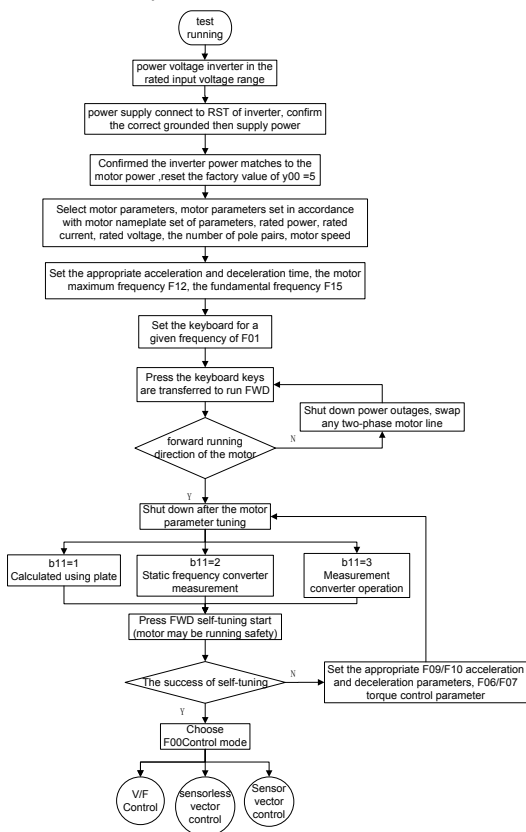 test
running
power voltage inverter in the
rated input voltage range
power supply connect to RST of inverter, confirm
the correct grounded then supply power
Confirmed the inverter power matches to the
motor power ,reset the factory value of y00 =5
Select motor parameters, motor parameters set in accordance
with motor nameplate set of parameters, rated power, rated
current, rated voltage, the number of pole pairs, motor speed
Set the appropriate acceleration and deceleration time, the motor
maximum frequency F12, the fundamental frequency F15
Set the keyboard for a
given frequency of F01
Press the keyboard keys
are transferred to run FWD
Shut down power outages, swap
any two-phase motor line
forward running
direction of the motor
N
Y
Shut down after the motor
parameter tuning
b11=1
Calculated using plate
b11=2
Static frequency converter
measurement
b11=3
Measurement
converter operation
Press FWD self-tuning start
(motor may be running safety)
The success of self-tuning
N
Set the appropriate F09/F10 acceleration
and deceleration parameters, F06/F07
torque control parameter
Y
Choose
F00Control mode
V/F
Control
sensorless
vector
control
Sensor
vector
control